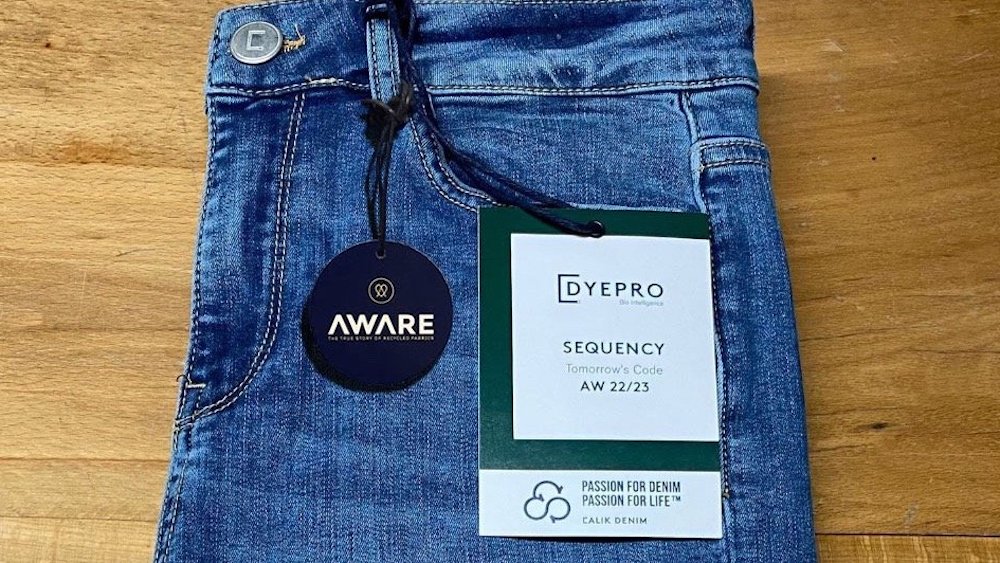 C
AWARE
THE TRUE STORY OF RECYCLED FABRICS
DYEPRO
Bio Intelligence
SEQUENCY
Tomorrow's Code
AW 22/23
PASSION FOR DENIM
PASSION FOR LIFE™
CALIK DENIM